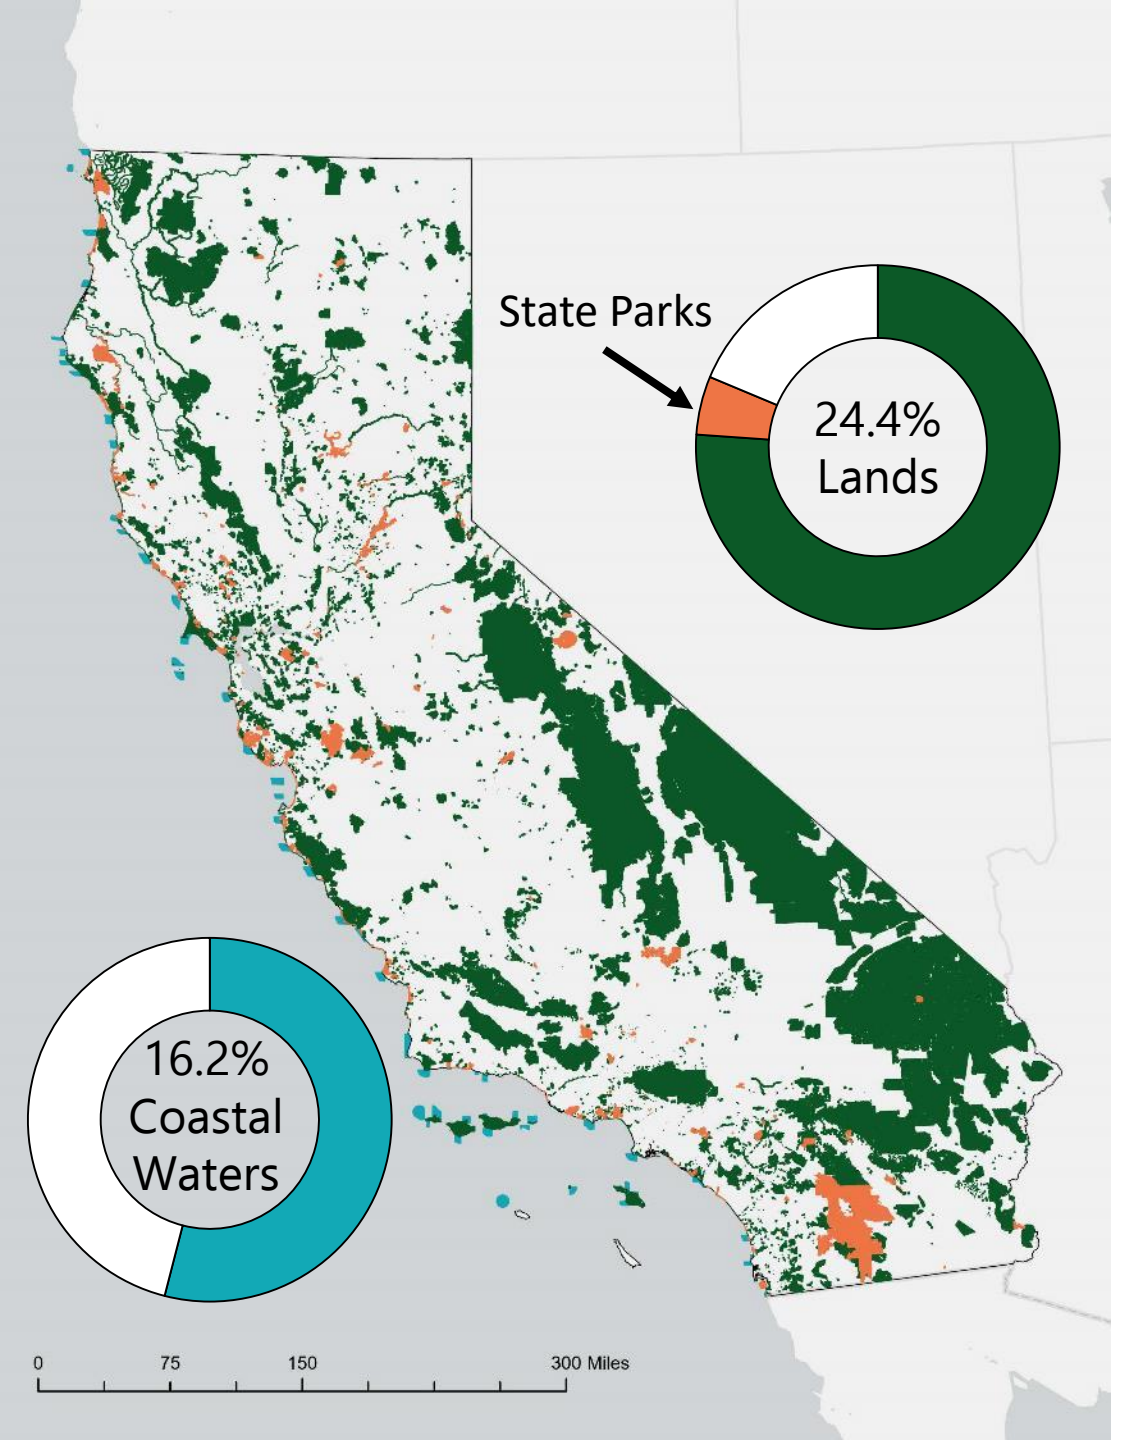 State Parks
24.4%
Lands
16.2%
Coastal
Waters
0 75 150 300 Miles